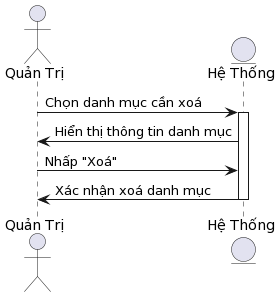 Quản Trị
Hệ Thống
Chọn danh mục cần xoá
Hiển thị thông tin danh mục
Nhấp "Xoá"
Xác nhận xoá danh mục
Quản Trị
Hệ Thống